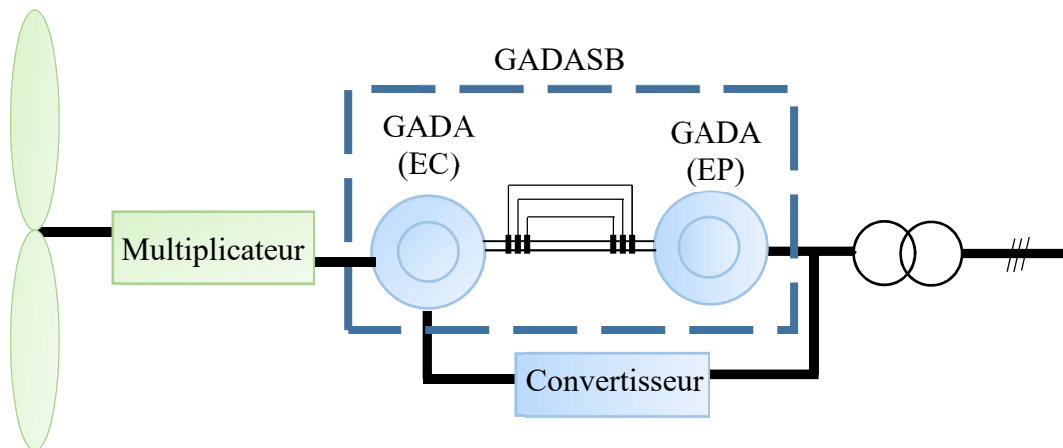 GADASB
GADA
(EC)
GADA
(EP)
Multiplicateur
Convertisseur